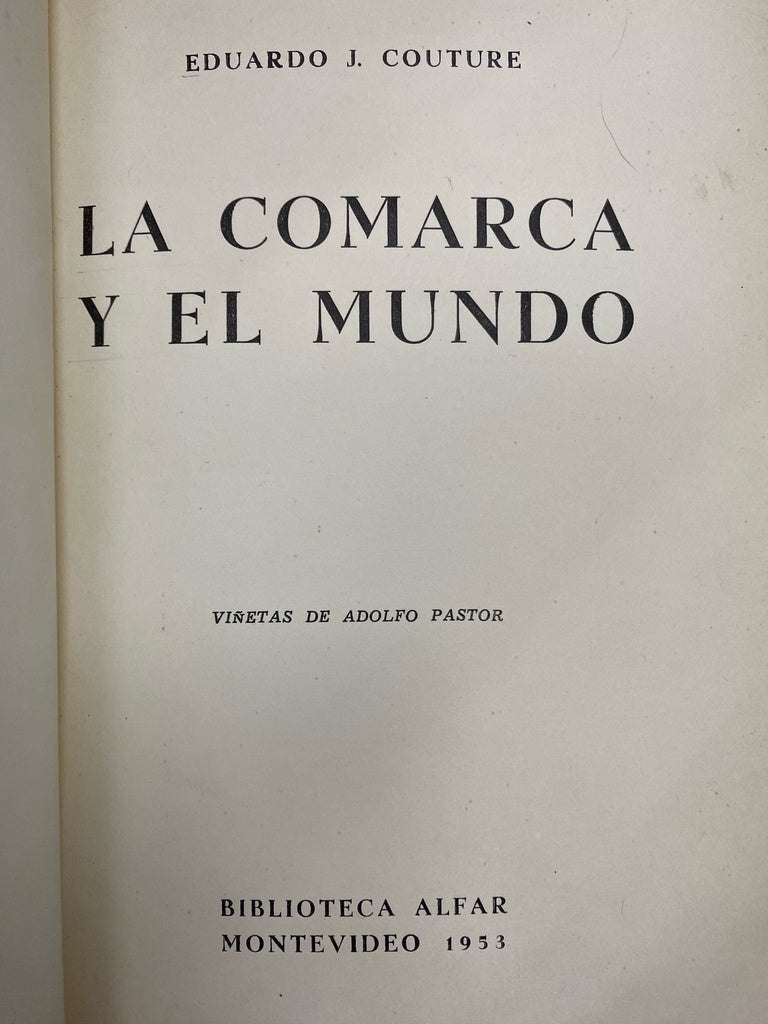 EDUARDO J. COUTURE
LA COMARCA
Y EL MUNDO
VIÑETAS DE ADOLFO PASTOR
BIBLIOTECA ALFAR
MONTEVIDEO 1953